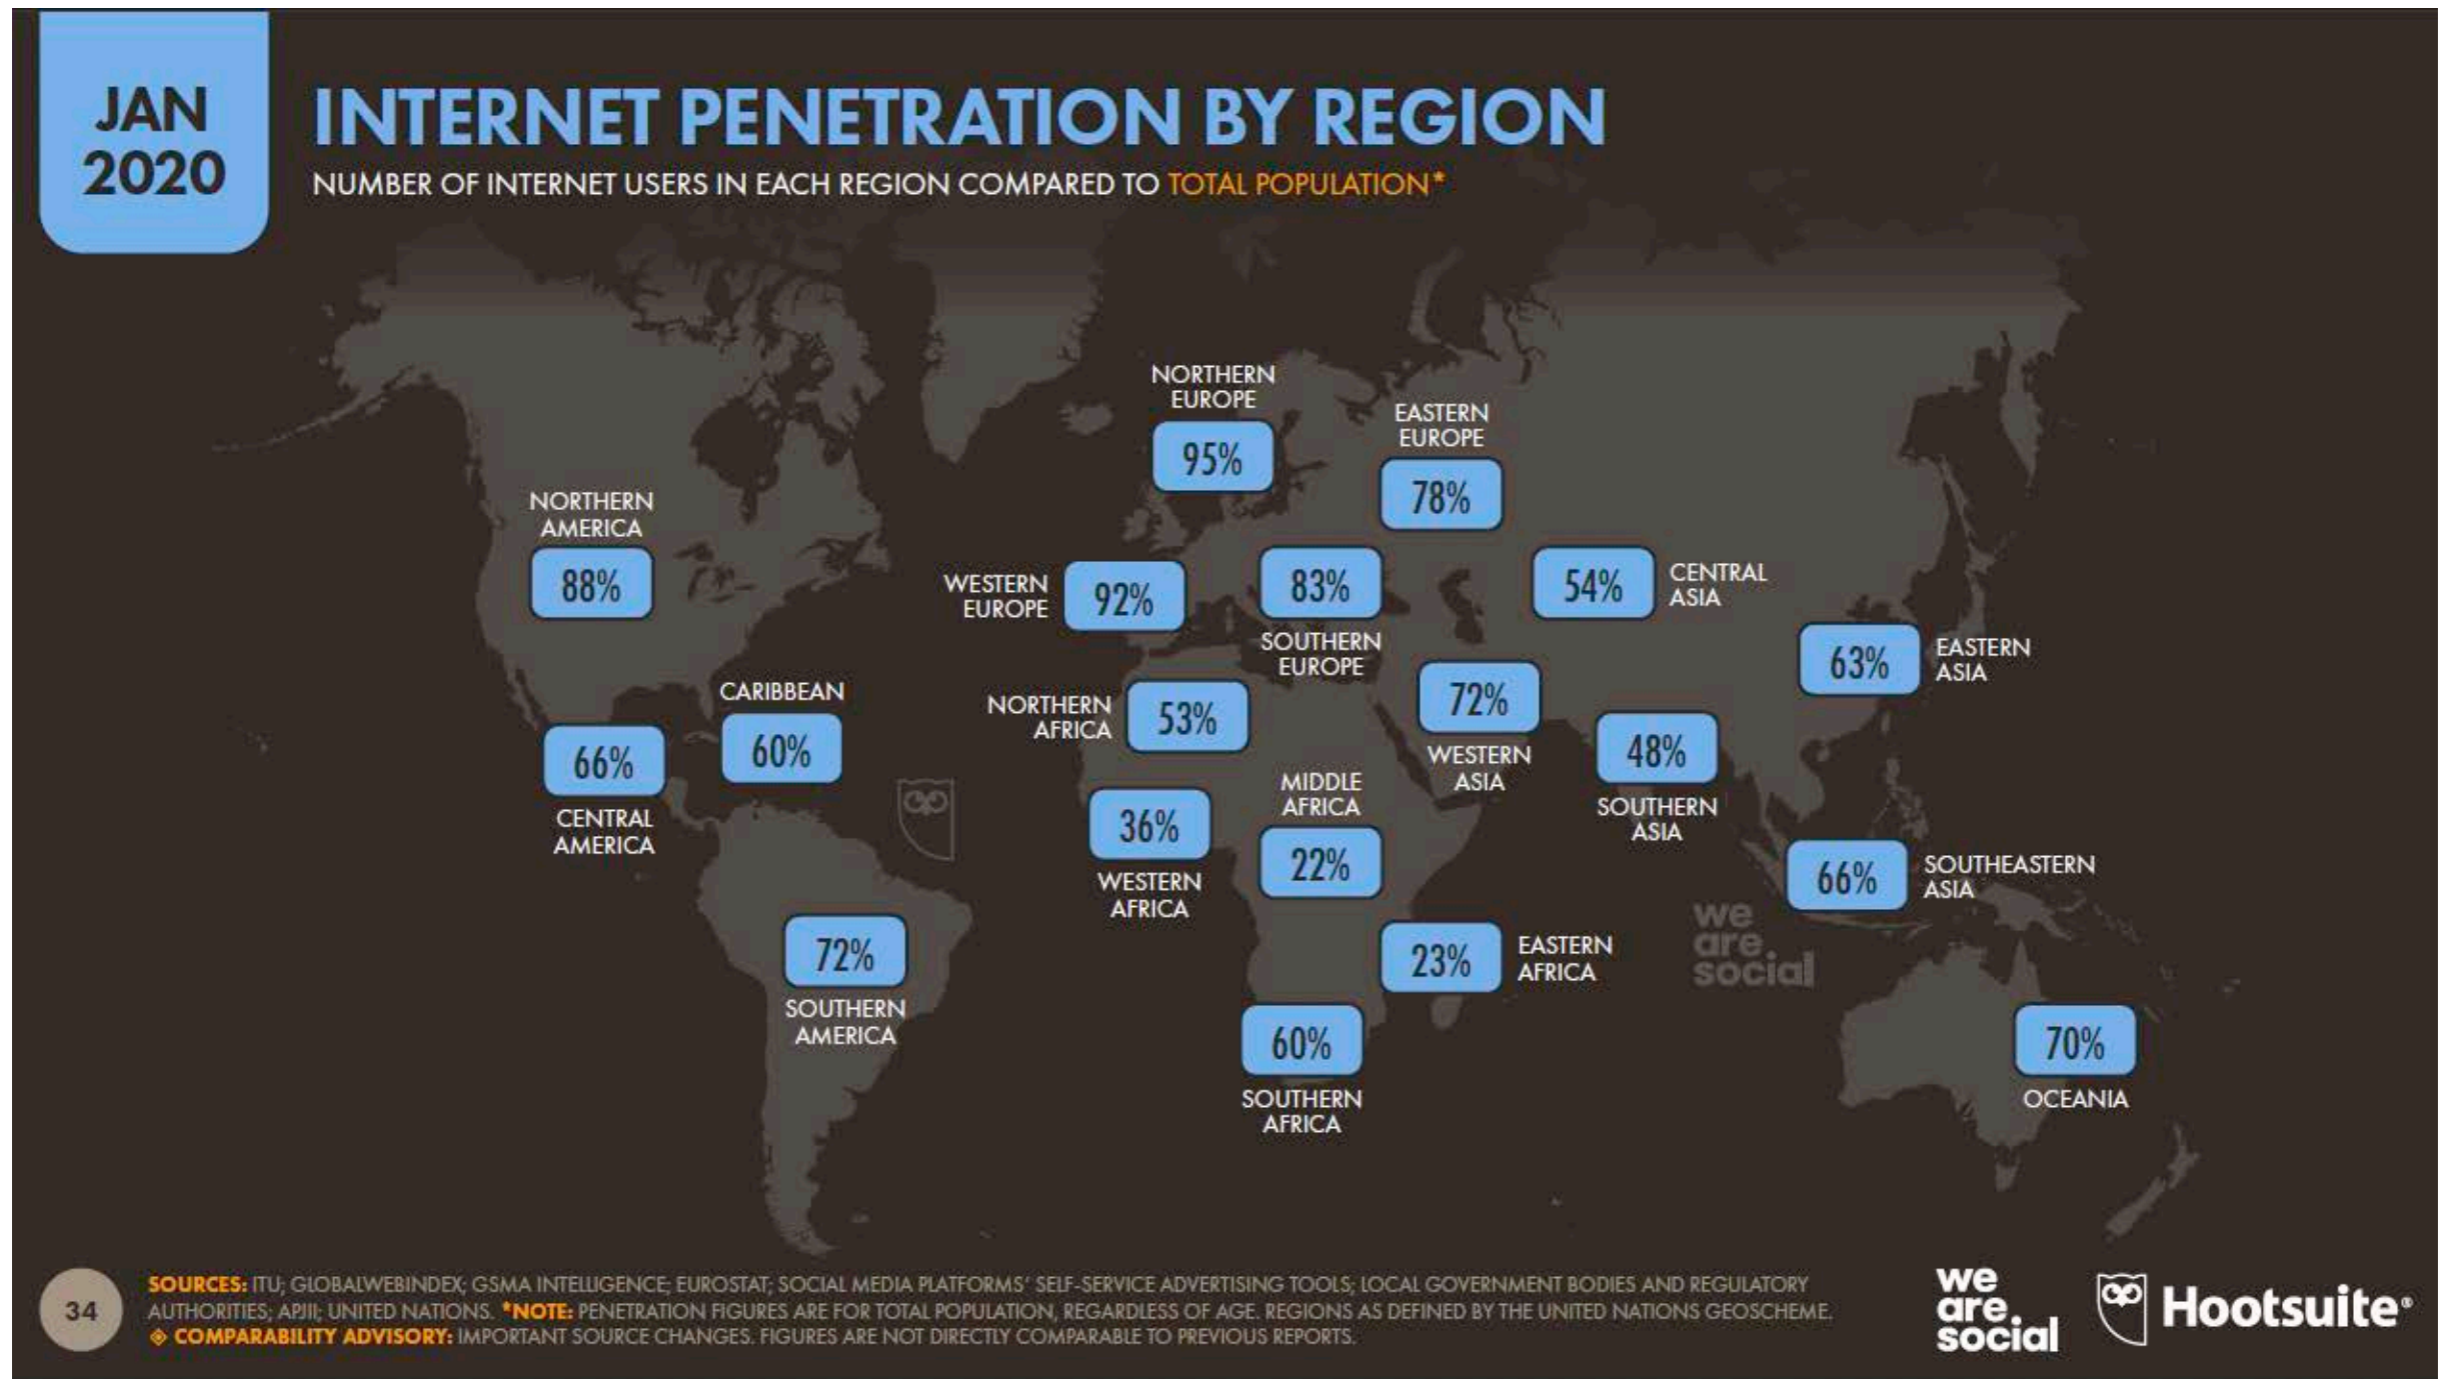 JAN
2020
INTERNET PENETRATION BY REGION
NUMBER OF INTERNET USERS IN EACH REGION COMPARED TO TOTAL POPULATION*
NORTHERN
EUROPE
95%
EASTERN
EUROPE
78%
NORTHERN
AMERICA
88%
WESTERN
EUROPE
92%
83%
SOUTHERN
EUROPE
54%
CENTRAL
ASIA
63%
EASTERN
ASIA
CARIBBEAN
60%
66%
CENTRAL
AMERICA
NORTHERN
AFRICA
53%
72%
WESTERN
ASIA
48%
SOUTHERN
ASIA
36%
WESTERN
AFRICA
MIDDLE
AFRICA
22%
66%
SOUTHEASTERN
ASIA
we
are.
social
72%
SOUTHERN
AMERICA
23%
EASTERN
AFRICA
60%
SOUTHERN
AFRICA
70%
OCEANIA
34
SOURCES: ITU; GLOBALWEBINDEX; GSMA INTELLIGENCE; EUROSTAT; SOCIAL MEDIA PLATFORMS' SELF-SERVICE ADVERTISING TOOLS; LOCAL GOVERNMENT BODIES AND REGULATORY
AUTHORITIES; APJII; UNITED NATIONS. *NOTE: PENETRATION FIGURES ARE FOR TOTAL POPULATION, REGARDLESS OF AGE. REGIONS AS DEFINED BY THE UNITED NATIONS GEOSCHEME.
COMPARABILITY ADVISORY: IMPORTANT SOURCE CHANGES. FIGURES ARE NOT DIRECTLY COMPARABLE TO PREVIOUS REPORTS.
we
are.
social
Hootsuite®